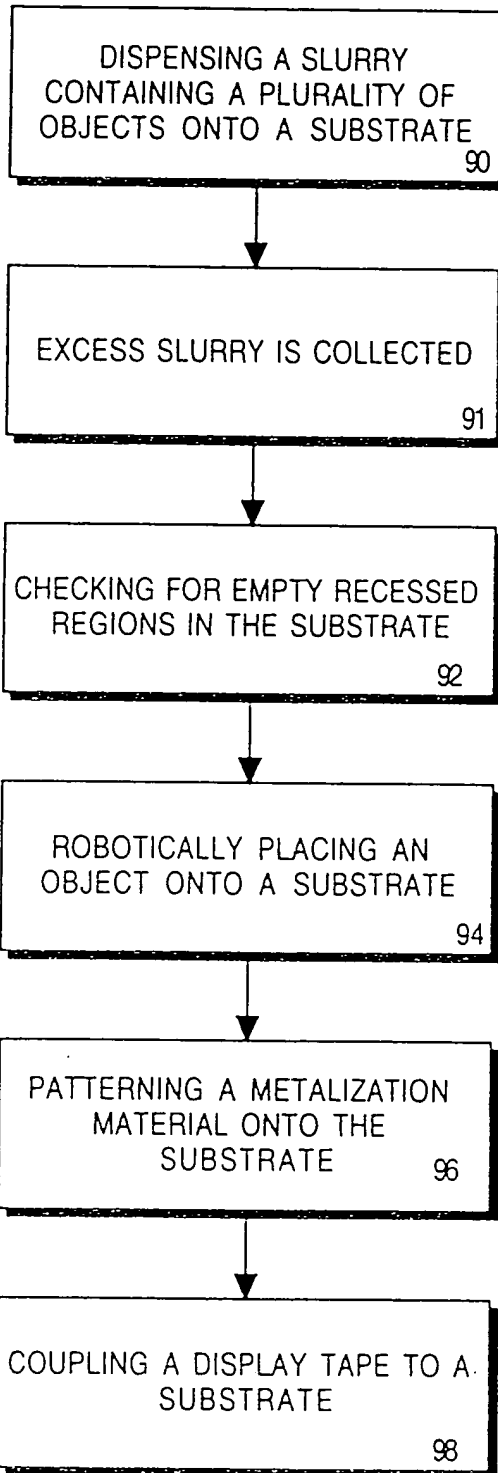 DISPENSING A SLURRY
CONTAINING A PLURALITY OF
OBJECTS ONTO A SUBSTRATE
90
EXCESS SLURRY IS COLLECTED
91
CHECKING FOR EMPTY RECESSED
REGIONS IN THE SUBSTRATE
92
ROBOTICALLY PLACING AN
OBJECT ONTO A SUBSTRATE
94
PATTERNING A METALIZATION
MATERIAL ONTO THE
SUBSTRATE
96
COUPLING A DISPLAY TAPE TO A
SUBSTRATE
98